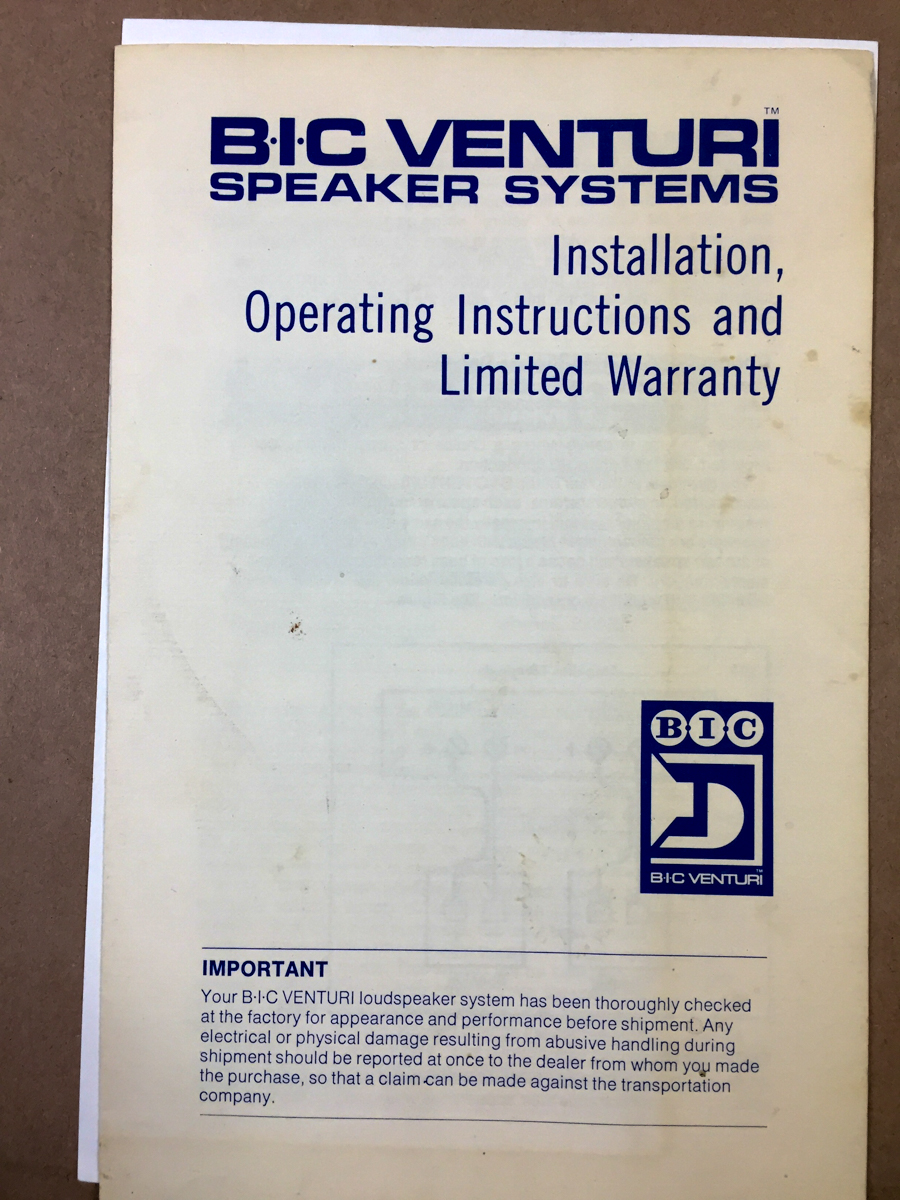 B·I·C VENTURI™
SPEAKER SYSTEMS
Installation,
Operating Instructions and
Limited Warranty
B·I·C
B·I·C VENTURI™
IMPORTANT
Your B·I·C VENTURI loudspeaker system has been thoroughly checked
at the factory for appearance and performance before shipment. Any
electrical or physical damage resulting from abusive handling during
shipment should be reported at once to the dealer from whom you made
the purchase, so that a claim can be made against the transportation
company.